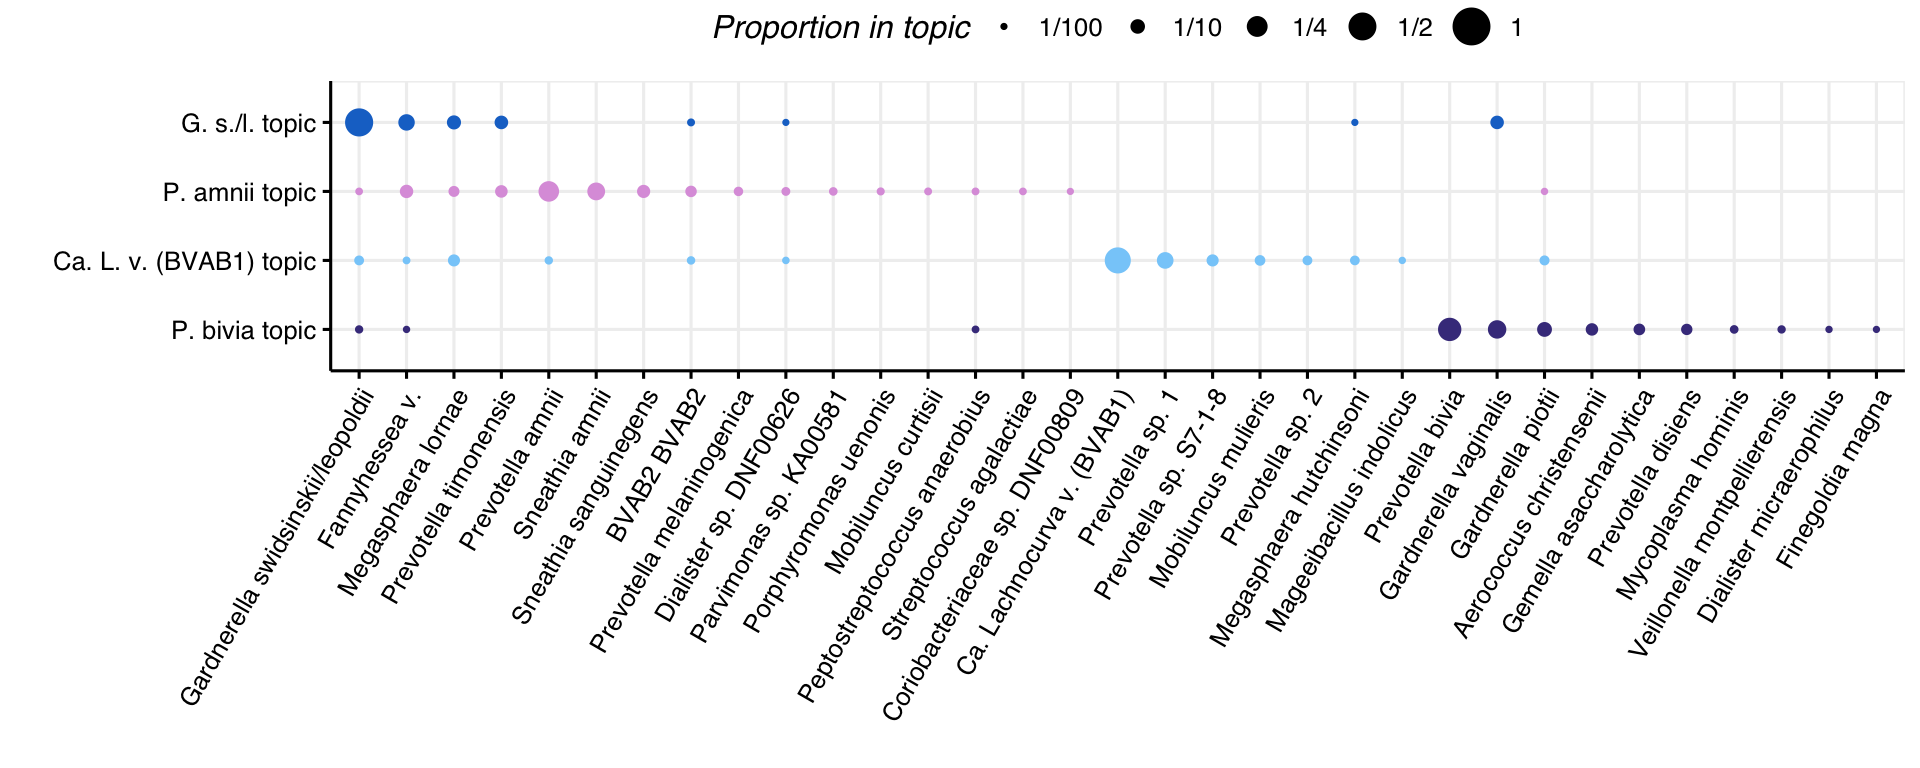 Proportion in topic 1/100 1/10 1/4 1/2 1
G. s./l. topic
P. amnii topic
Ca. L. v. (BVAB1) topic
P. bivia topic
Gardnerella swidsinskii/leopoldii
Fannyhessea v.
Megasphaera lornae
Prevotella timonensis
Prevotella amnii
Sneathia amnii
Sneathia sanguinegens
BVAB2 BVAB2
Prevotella melaninogenica
Dialister sp. DNF00626
Parvimonas sp. KA00581
Porphyromonas uenonis
Mobiluncus curtisii
Peptostreptococcus anaerobius
Streptococcus agalactiae
Coriobacteriaceae sp. DNF00809
Ca. Lachnocurva v. (BVAB1)
Prevotella sp. 1
Prevotella sp. S7-1-8
Mobiluncus mulieris
Prevotella sp. 2
Megasphaera hutchinsoni
Mageeibacillus indolicus
Prevotella bivia
Gardnerella vaginalis
Gardnerella piotii
Aerococcus christensenii
Gemella asaccharolytica
Prevotella disiens
Mycoplasma hominis
Veillonella montpellierensis
Dialister micraerophilus
Finegoldia magna